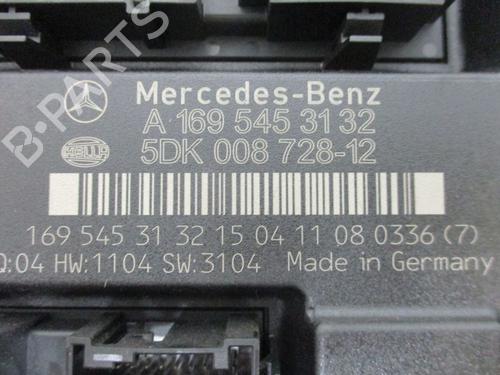 B-PARTS
Mercedes-Benz
A 169 545 31 32
HELLA
5DK 008 728-12
169 545 31 32 15 04 11 08 0336 (7)
:04 HW:1104 SW:3104 Made in Germany